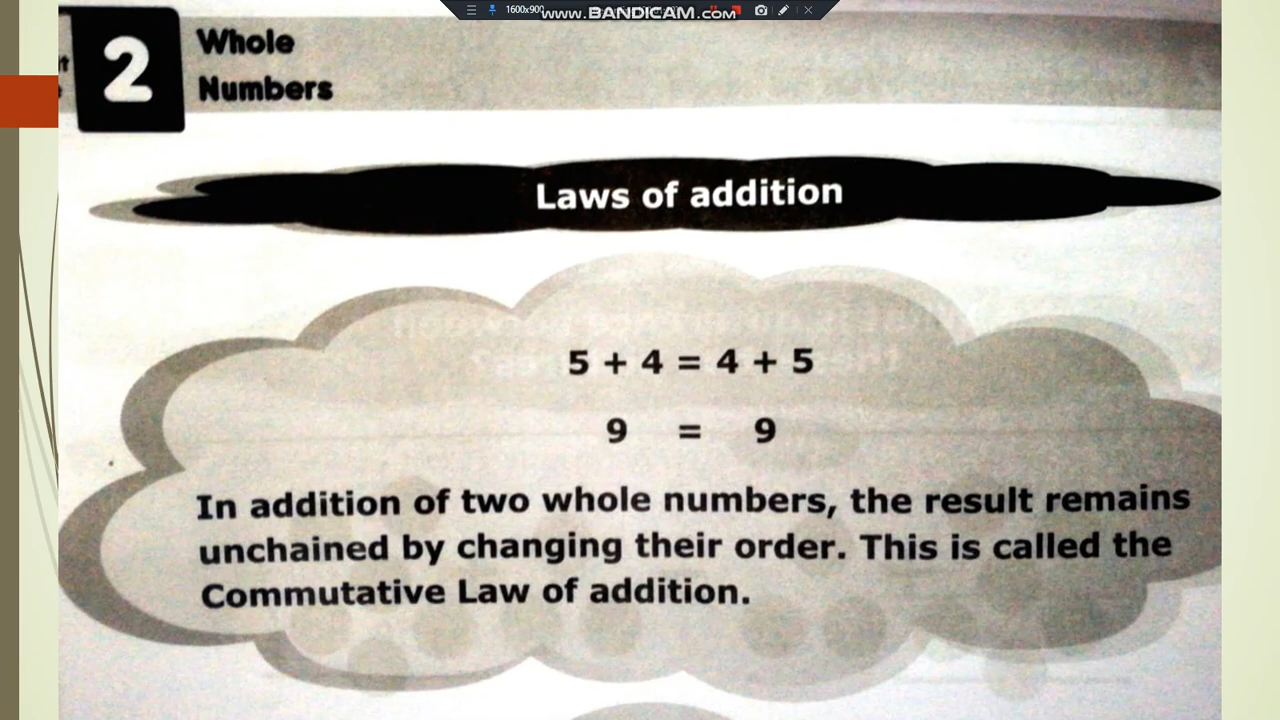 1600x900
www.BANDICAM.com
2
Whole
Numbers
Laws of addition
5 + 4 = 4 + 5
9 = 9
In addition of two whole numbers, the result remains
unchained by changing their order. This is called the
Commutative Law of addition.